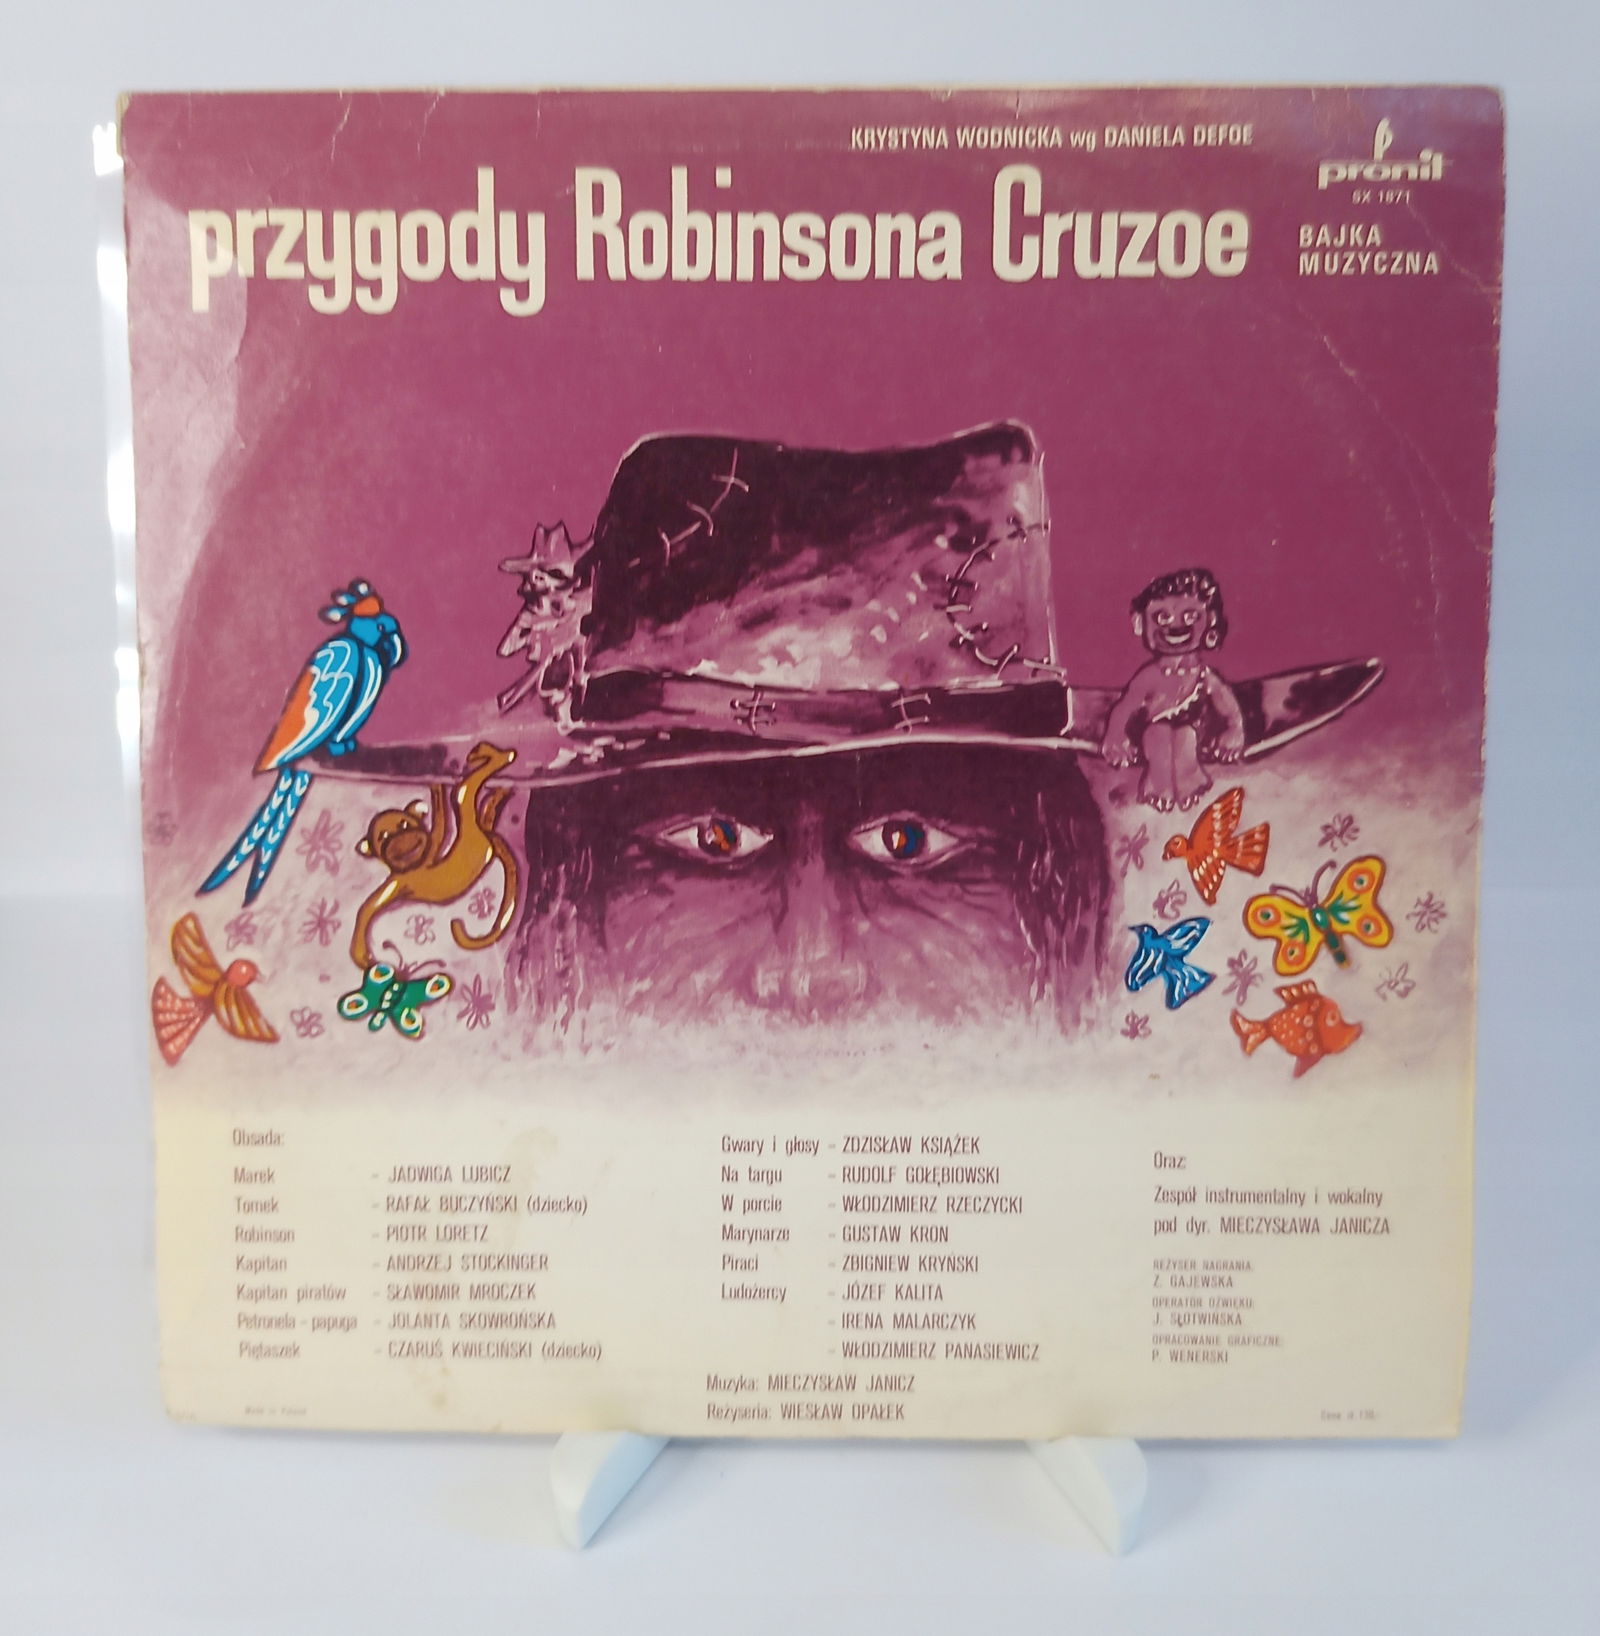 KRYSTYNA WODNICKA wg DANIELA DEFOE
pronit
SX 1871
przygody Robinsona Cruzoe
BAJKA
MUZYCZNA
Obsada:
Marek - JADWIGA LUBICZ
Tomek - RAFAŁ BUCZYŃSKI (dziecko)
Robinson - PIOTR LORETZ
Kapitan - ANDRZEJ STOCKINGER
Kapitan piratów - SŁAWOMIR MROCZEK
Petronela - papuga - JOLANTA SKOWROŃSKA
Piętaszek - CZARUŚ KWIECIŃSKI (dziecko)
Made in Poland
Gwary i głosy - ZDZISŁAW KSIĄŻEK
Na targu - RUDOLF GOŁĘBIOWSKI
W porcie - WŁODZIMIERZ RZECZYCKI
Marynarze - GUSTAW KRON
Piraci - ZBIGNIEW KRYŃSKI
Ludożercy - JÓZEF KALITA
- IRENA MALARCZYK
- WŁODZIMIERZ PANASIEWICZ
Muzyka: MIECZYSŁAW JANICZ
Reżyseria: WIESŁAW OPAŁEK
Oraz:
Zespół instrumentalny i wokalny
pod dyr. MIECZYSŁAWA JANICZA
REŻYSER NAGRANIA:
Z. GAJEWSKA
OPERATOR DŹWIĘKU:
J. SŁOTWIŃSKA
OPRACOWANIE GRAFICZNE:
P. WENERSKI
Cena zł